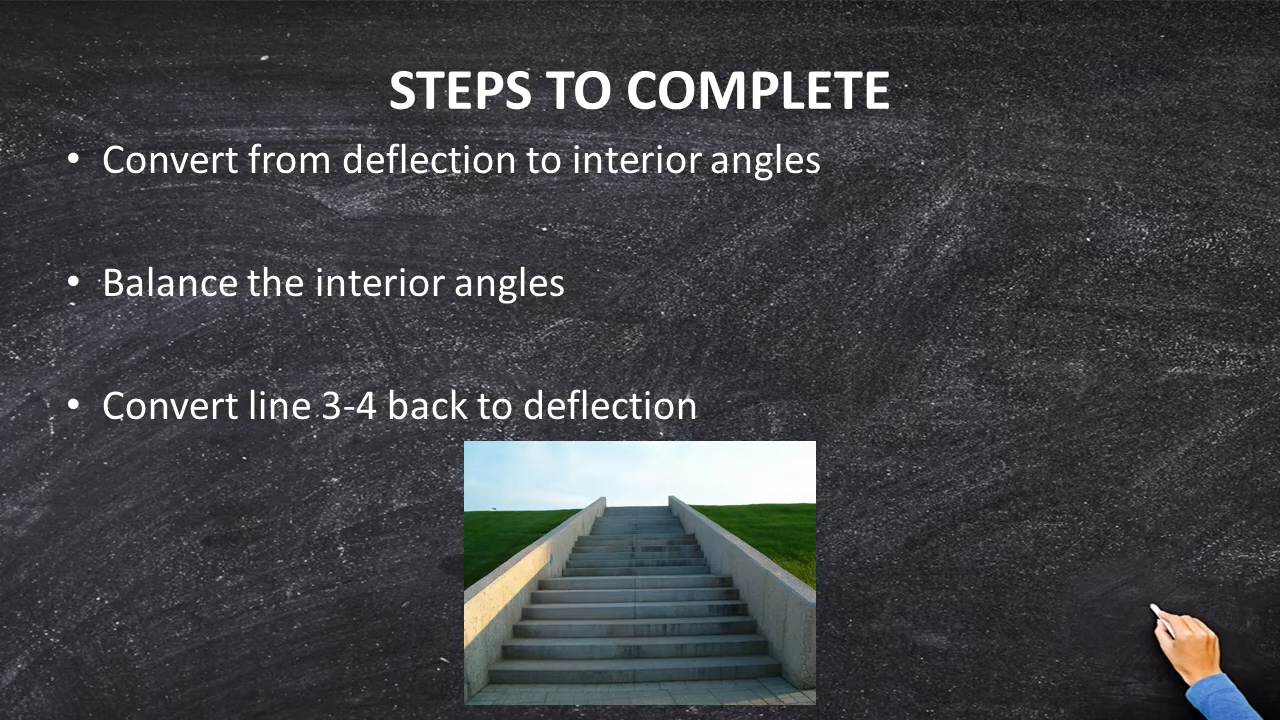 STEPS TO COMPLETE
• Convert from deflection to interior angles
• Balance the interior angles
• Convert line 3-4 back to deflection